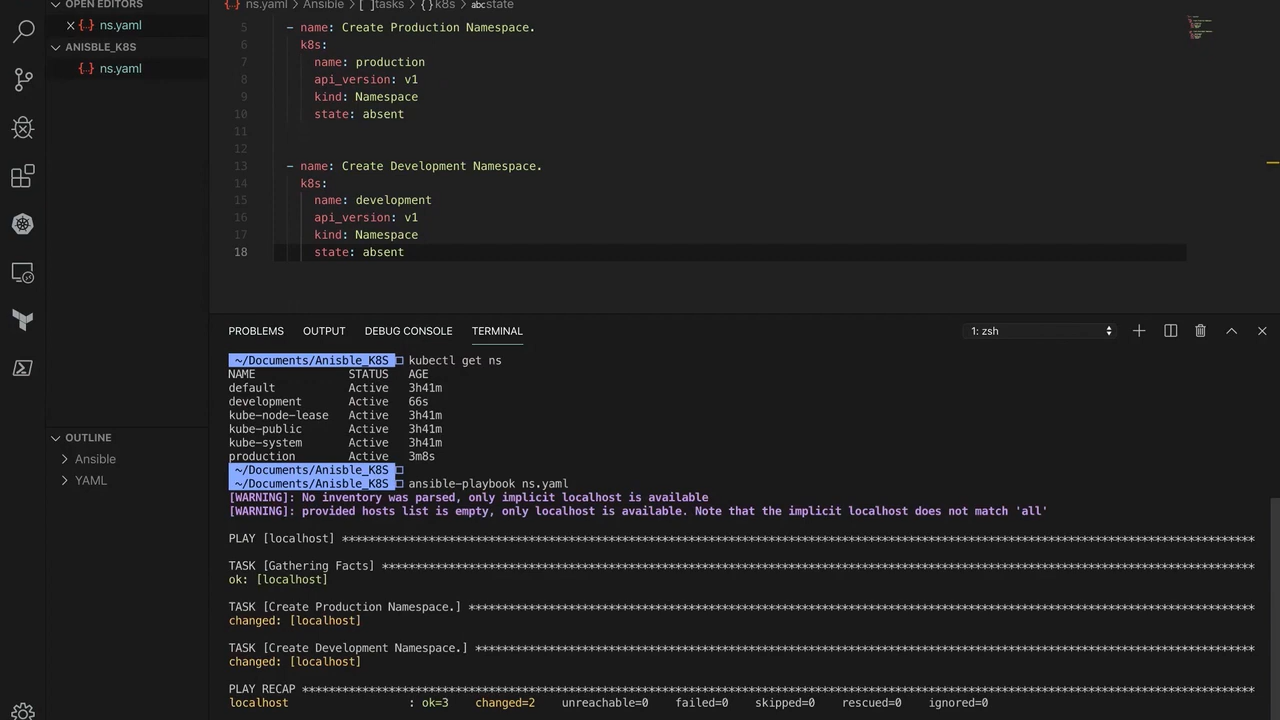 OPEN EDITORS
ns.yaml
ANISBLE_K8S
ns.yaml
OUTLINE
Ansible
YAML
ns.yaml > Ansible > [ ]tasks > {}k8s > abc state
5 - name: Create Production Namespace.
6 k8s:
7 name: production
8 api_version: v1
9 kind: Namespace
10 state: absent
11
12
13 - name: Create Development Namespace.
14 k8s:
15 name: development
16 api_version: v1
17 kind: Namespace
18 state: absent
PROBLEMS OUTPUT DEBUG CONSOLE TERMINAL 1: zsh
~/Documents/Anisble_K8S kubectl get ns
NAME STATUS AGE
default Active 3h41m
development Active 66s
kube-node-lease Active 3h41m
kube-public Active 3h41m
kube-system Active 3h41m
production Active 3m8s
~/Documents/Anisble_K8S
~/Documents/Anisble_K8S ansible-playbook ns.yaml
[WARNING]: No inventory was parsed, only implicit localhost is available
[WARNING]: provided hosts list is empty, only localhost is available. Note that the implicit localhost does not match 'all'
PLAY [localhost] ****************************************************************************************************************************************
TASK [Gathering Facts] **********************************************************************************************************************************
ok: [localhost]
TASK [Create Production Namespace.] *********************************************************************************************************************
changed: [localhost]
TASK [Create Development Namespace.] ********************************************************************************************************************
changed: [localhost]
PLAY RECAP **********************************************************************************************************************************************
localhost : ok=3 changed=2 unreachable=0 failed=0 skipped=0 rescued=0 ignored=0